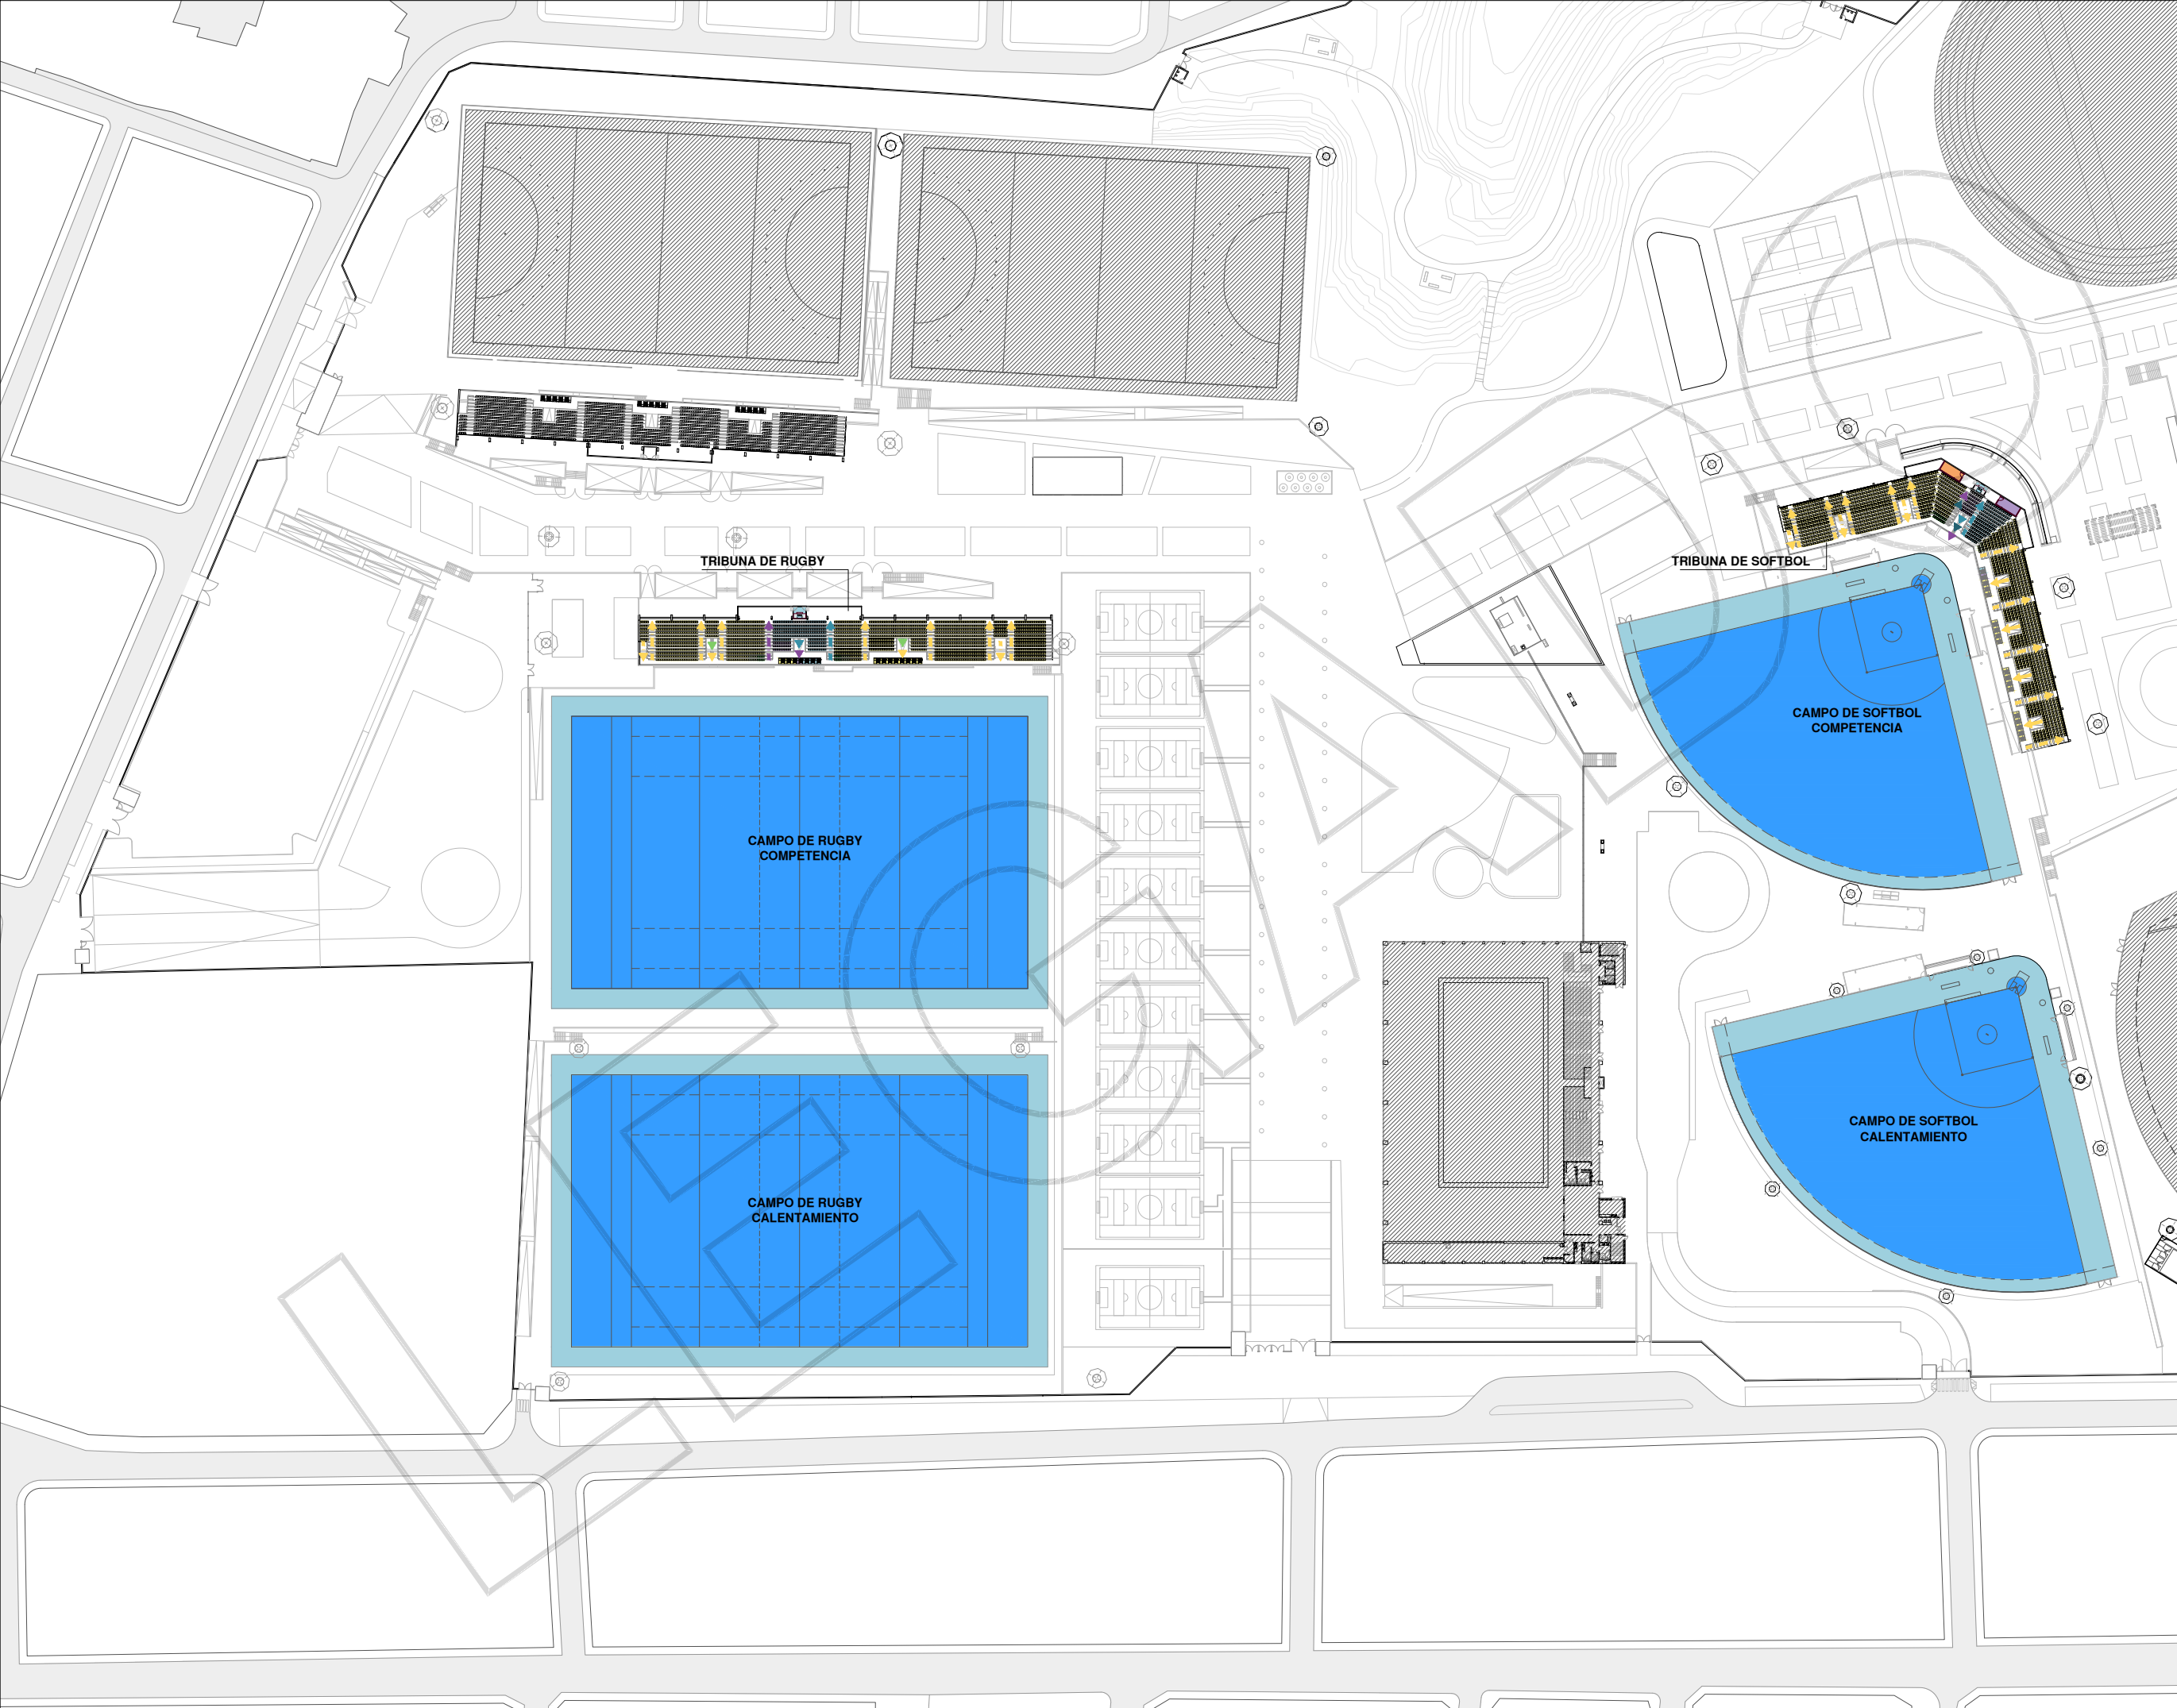 TRIBUNA DE RUGBY
TRIBUNA DE SOFTBOL
CAMPO DE SOFTBOL
COMPETENCIA
CAMPO DE RUGBY
COMPETENCIA
CAMPO DE SOFTBOL
CALENTAMIENTO
CAMPO DE RUGBY
CALENTAMIENTO
LEGADO